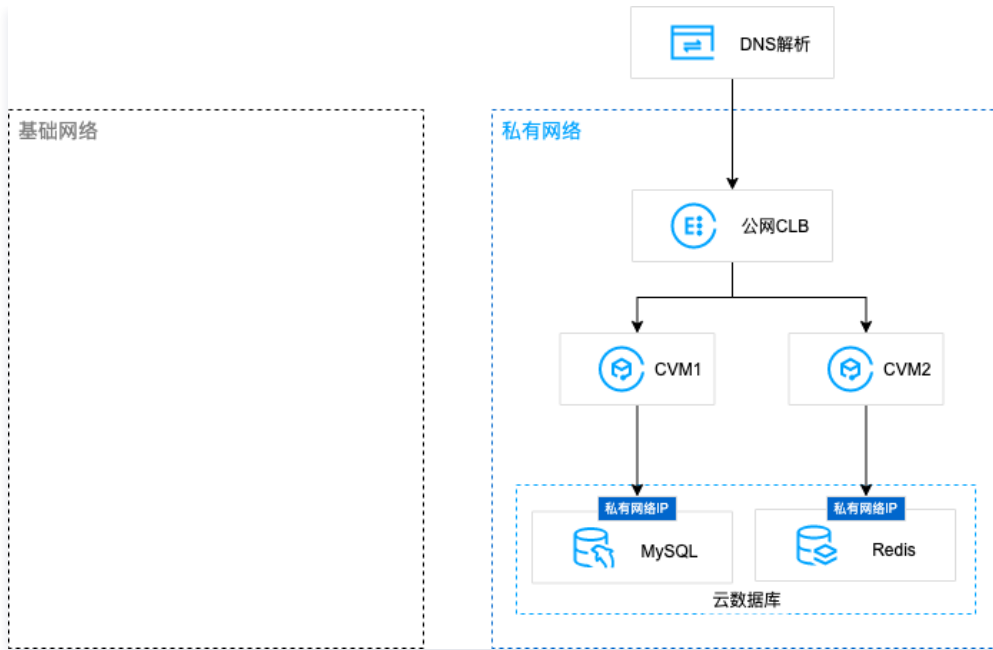 DNS解析
基础网络
私有网络
公网CLB
CVM1
CVM2
私有网络IP
私有网络IP
MySQL
Redis
云数据库